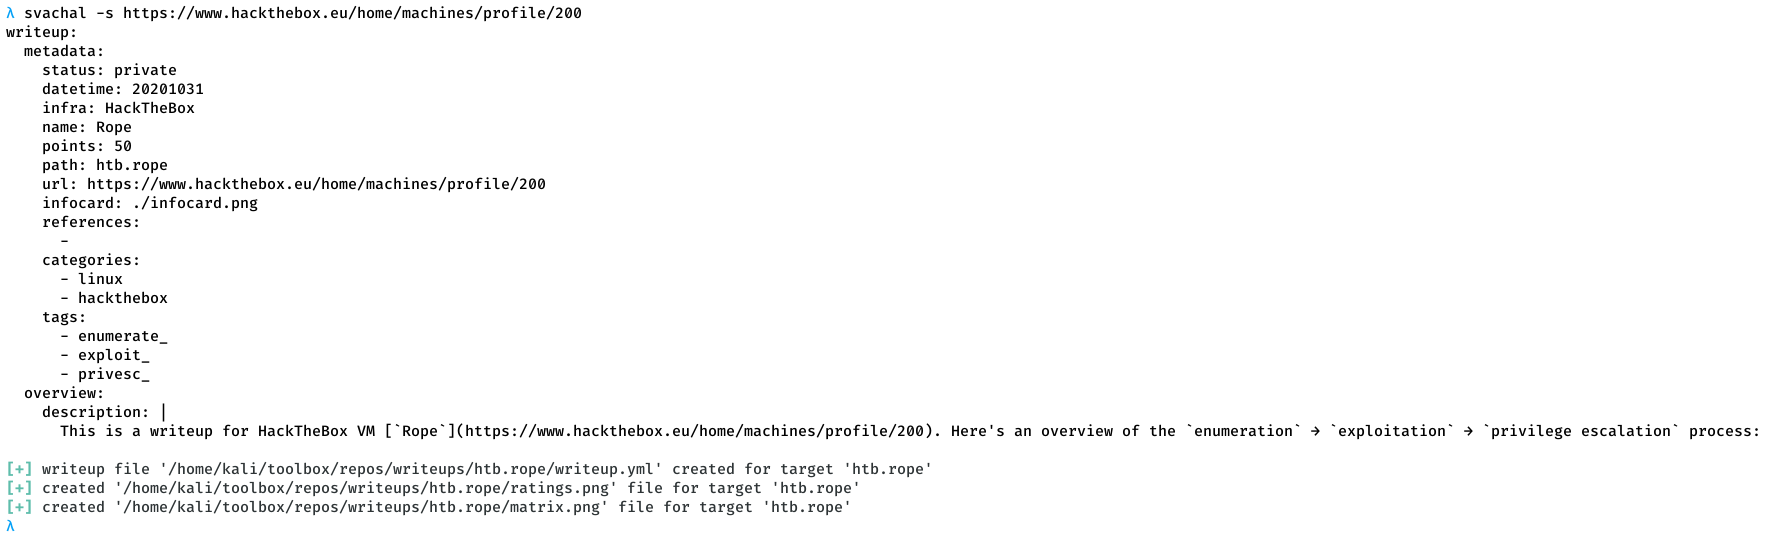 λ svachal -s https://www.hackthebox.eu/home/machines/profile/200
writeup:
  metadata:
    status: private
    datetime: 20201031
    infra: HackTheBox
    name: Rope
    points: 50
    path: htb.rope
    url: https://www.hackthebox.eu/home/machines/profile/200
    infocard: ./infocard.png
    references:
      -
    categories:
      - linux
      - hackthebox
    tags:
      - enumerate_
      - exploit_
      - privesc_
  overview:
    description: |
      This is a writeup for HackTheBox VM [`Rope`](https://www.hackthebox.eu/home/machines/profile/200). Here's an overview of the `enumeration` → `exploitation` → `privilege escalation` process:
[+] writeup file '/home/kali/toolbox/repos/writeups/htb.rope/writeup.yml' created for target 'htb.rope'
[+] created '/home/kali/toolbox/repos/writeups/htb.rope/ratings.png' file for target 'htb.rope'
[+] created '/home/kali/toolbox/repos/writeups/htb.rope/matrix.png' file for target 'htb.rope'
λ